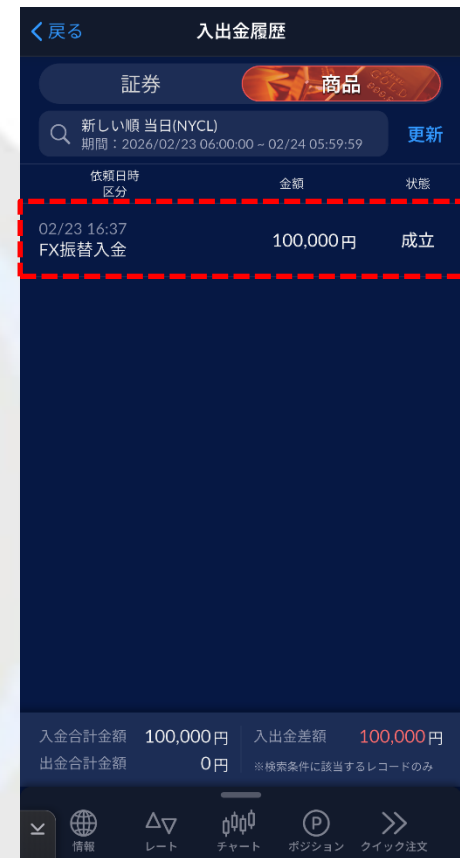 戻る
入出金履歴
証券
商品
新しい順 当日(NYCL)
期間：2026/02/23 06:00:00 ~ 02/24 05:59:59
更新
依頼日時
区分
金額
状態
02/23 16:37
FX振替入金
100,000円
成立
入金合計金額 100,000円
入出金差額 100,000円
出金合計金額 0円
※検索条件に該当するレコードのみ
情報
レート
チャート
P
ポジション
クイック注文